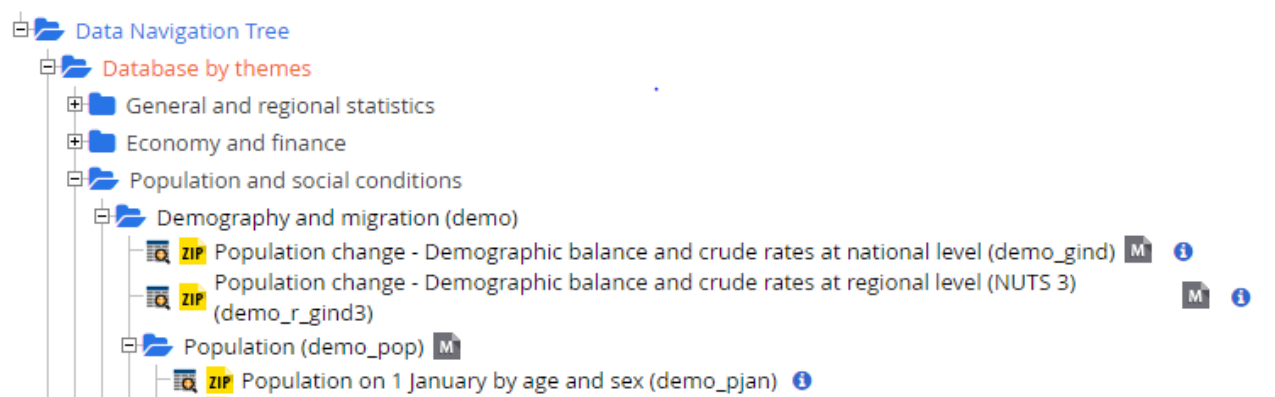 Data Navigation Tree
Database by themes
General and regional statistics
Economy and finance
Population and social conditions
Demography and migration (demo)
ZIP Population change - Demographic balance and crude rates at national level (demo_gind) M i
ZIP Population change - Demographic balance and crude rates at regional level (NUTS 3) M i
(demo_r_gind3)
Population (demo_pop) M
ZIP Population on 1 January by age and sex (demo_pjan) i